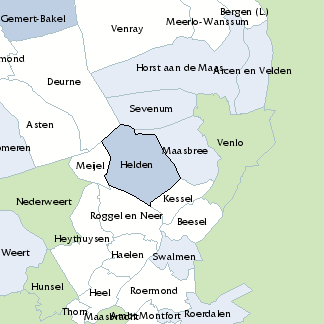 Bergen (L.)
Gemert-Bakel
Meerlo-Wanssum
Venray
mond
Horst aan de Maas
Arcen en Velden
Deurne
Sevenum
Asten
Venlo
omeren
Maasbree
Meijel
Helden
Kessel
Nederweert
Roggel en Neer
Beesel
Heythuysen
Weert
Haelen
Swalmen
Hunsel
Heel
Roermond
Thorn
Maasbracht
Ambt Montfort
Roerdalen